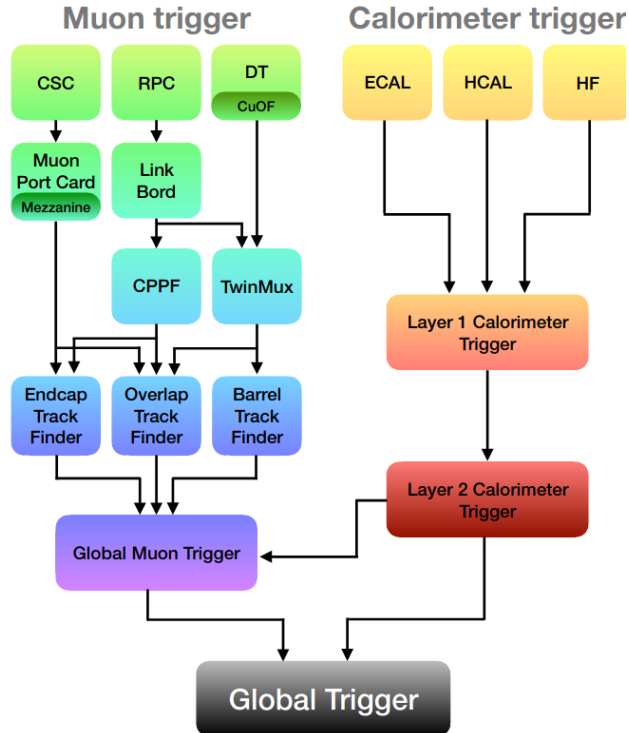 Muon trigger
Calorimeter trigger
CSC
RPC
DT
CuOF
ECAL
HCAL
HF
Muon
Port Card
Mezzanine
Link
Bord
CPPF
TwinMux
Layer 1 Calorimeter
Trigger
Endcap
Track
Finder
Overlap
Track
Finder
Barrel
Track
Finder
Layer 2 Calorimeter
Trigger
Global Muon Trigger
Global Trigger